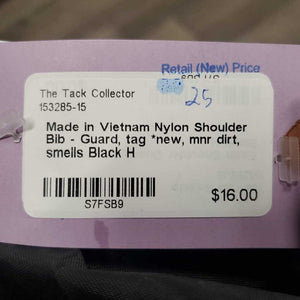 Retail (New) Price
The Tack Collector
153285-15
25
Made in Vietnam Nylon Shoulder
Bib - Guard, tag *new, mnr dirt,
smells Black H
$16.00
S7FSB9